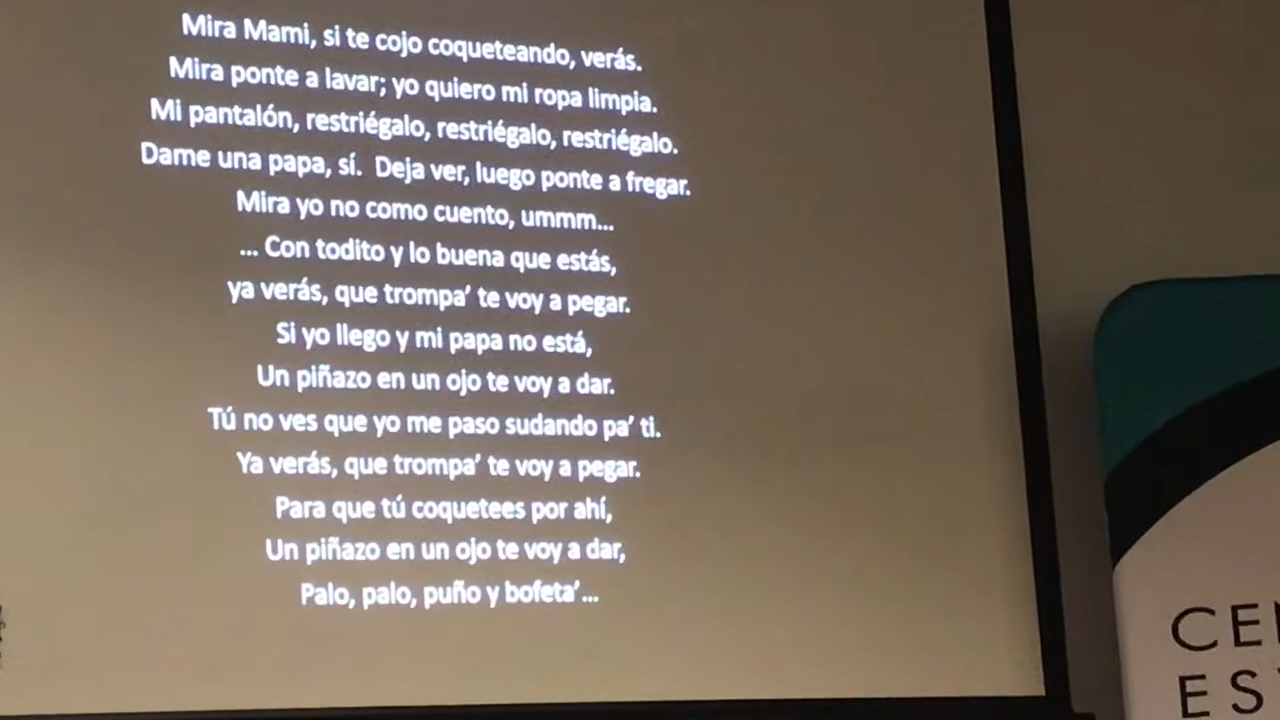 Mira Mami, si te cojo coqueteando, verás.
Mira ponte a lavar; yo quiero mi ropa limpia.
Mi pantalón, restriégalo, restriégalo, restriégalo.
Dame una papa, sí. Deja ver, luego ponte a fregar.
Mira yo no como cuento, ummm...
... Con todito y lo buena que estás,
ya verás, que trompa’ te voy a pegar.
Si yo llego y mi papa no está,
Un piñazo en un ojo te voy a dar.
Tú no ves que yo me paso sudando pa’ ti.
Ya verás, que trompa’ te voy a pegar.
Para que tú coquetees por ahí,
Un piñazo en un ojo te voy a dar,
Palo, palo, puño y bofeta’...
CE
ES